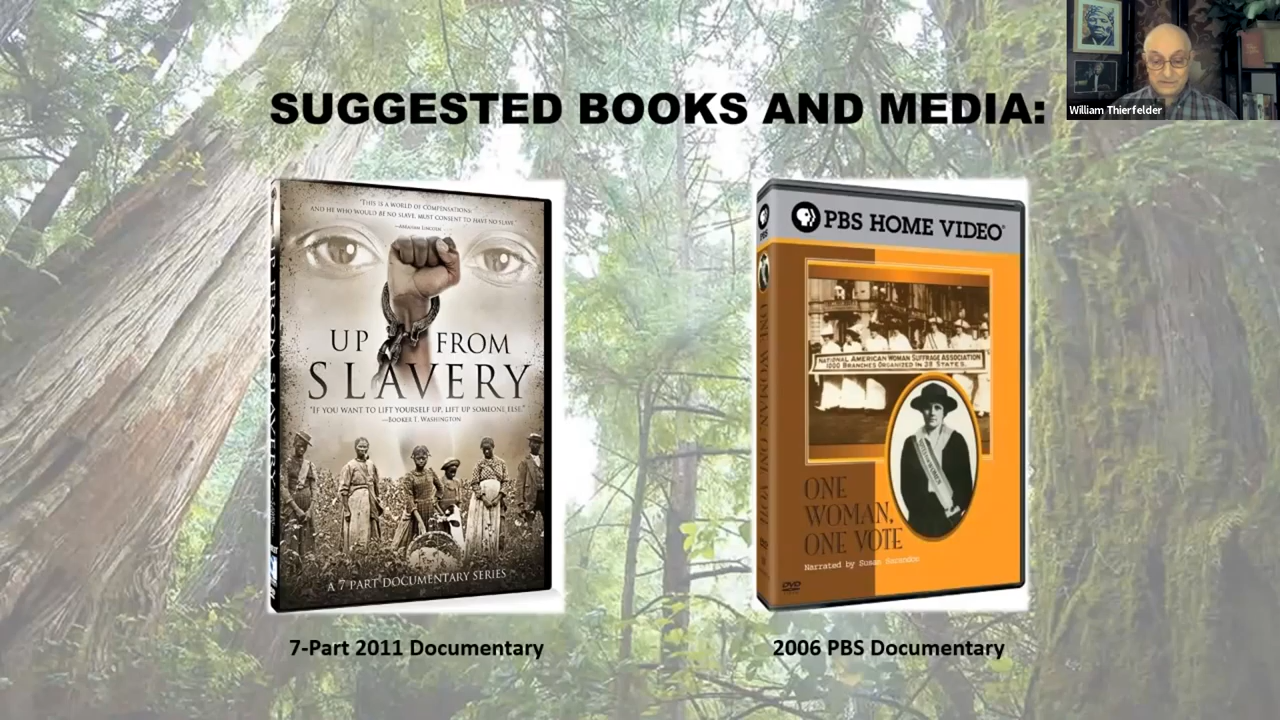 SUGGESTED BOOKS AND MEDIA:
William Thierfelder
"THIS IS A WORLD OF COMPENSATIONS;
AND HE WHO WOULD BE NO SLAVE, MUST CONSENT TO HAVE NO SLAVE."
—ABRAHAM LINCOLN
UP FROM
SLAVERY
"IF YOU WANT TO LIFT YOURSELF UP, LIFT UP SOMEONE ELSE."
—BOOKER T. WASHINGTON
A 7 PART DOCUMENTARY SERIES
UP FROM SLAVERY
7-Part 2011 Documentary
PBS
PBS HOME VIDEO
NATIONAL AMERICAN WOMAN SUFFRAGE ASSOCIATION
1200 BRANCHES ORGANIZED IN 38 STATES.
ONE
WOMAN,
ONE VOTE
Narrated by Susan Sarandon
DVD
ONE WOMAN, ONE VOTE
2006 PBS Documentary